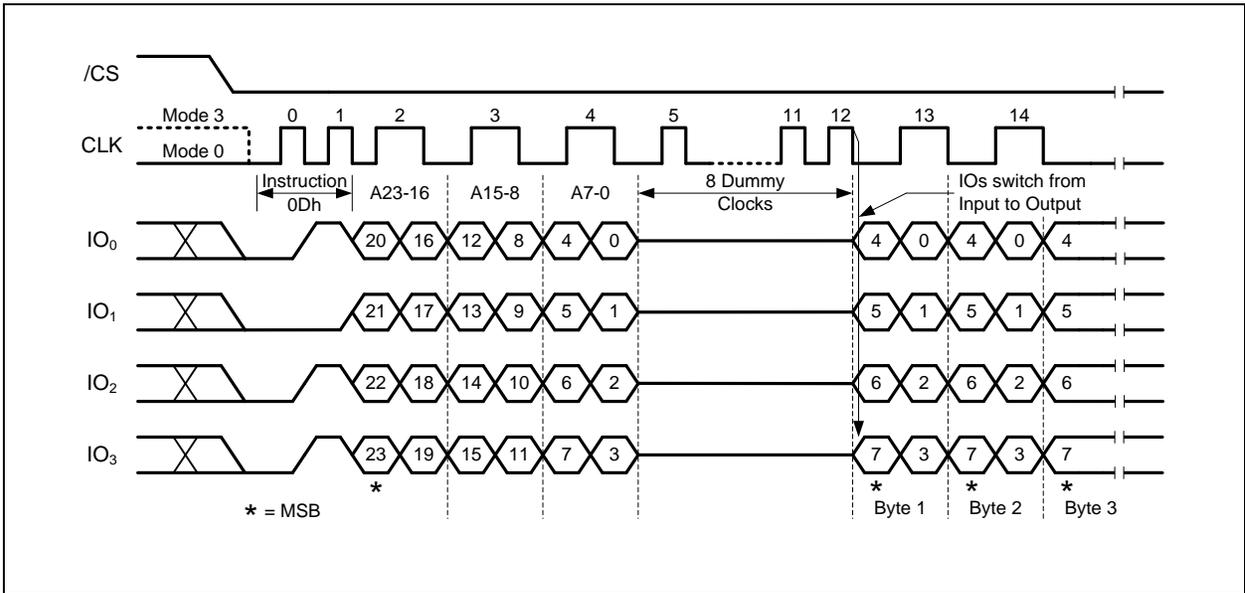 /CS
Mode 3 0 1 2 3 4 5 11 12 13 14
CLK
Mode 0
Instruction
0Dh
A23-16 A15-8 A7-0
8 Dummy
Clocks
IOs switch from
Input to Output
IO₀ 20 16 12 8 4 0 4 0 4 0 4
IO₁ 21 17 13 9 5 1 5 1 5 1 5
IO₂ 22 18 14 10 6 2 6 2 6 2 6
IO₃ 23 19 15 11 7 3 7 3 7 3 7
* * * *
* = MSB
Byte 1 Byte 2 Byte 3